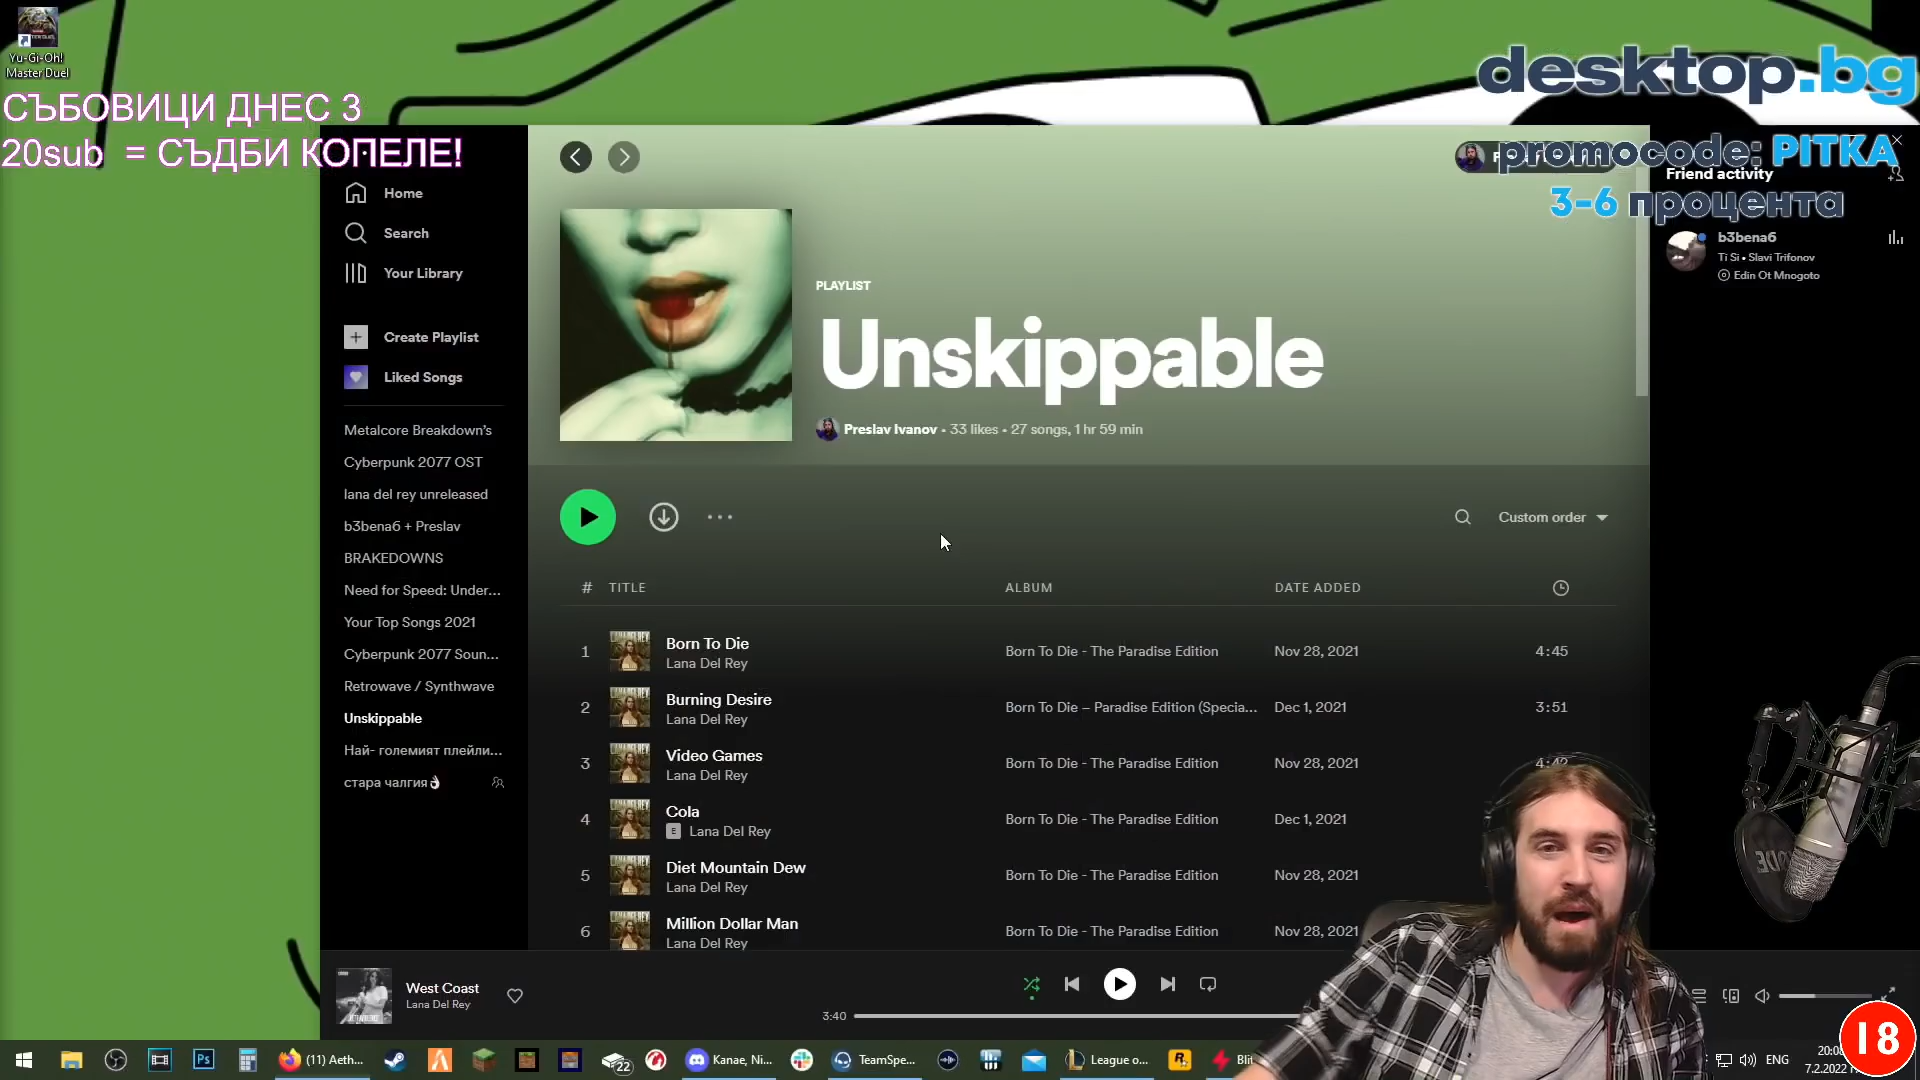 Yu-Gi-Oh!
Master Duel
СЪБОВИЦИ ДНЕС 3
20sub = СЪДБИ КОПЕЛЕ!
desktop.bg
promocode: PITKA
3-6 процента
Home
Search
Your Library
Create Playlist
Liked Songs
Metalcore Breakdown's
Cyberpunk 2077 OST
lana del rey unreleased
b3bena6 + Preslav
BRAKEDOWNS
Need for Speed: Under...
Your Top Songs 2021
Cyberpunk 2077 Soun...
Retrowave / Synthwave
Unskippable
Най- големият плейли...
стара чалгия👌
PLAYLIST
Unskippable
Preslav Ivanov • 33 likes • 27 songs, 1 hr 59 min
Custom order
# TITLE ALBUM DATE ADDED
1 Born To Die Born To Die - The Paradise Edition Nov 28, 2021 4:45
Lana Del Rey
2 Burning Desire Born To Die – Paradise Edition (Specia... Dec 1, 2021 3:51
Lana Del Rey
3 Video Games Born To Die - The Paradise Edition Nov 28, 2021 4:42
Lana Del Rey
4 Cola Born To Die - The Paradise Edition Dec 1, 2021
E Lana Del Rey
5 Diet Mountain Dew Born To Die - The Paradise Edition Nov 28, 2021
Lana Del Rey
6 Million Dollar Man Born To Die - The Paradise Edition Nov 28, 2021
Lana Del Rey
Friend activity
b3bena6
Ti Si • Slavi Trifonov
Edin Ot Mnogoto
West Coast
Lana Del Rey
3:40
Ps
(11) Aeth...
22
Kanae, Ni...
TeamSpe...
League o...
Blit
ENG
20:08
7.2.2022
18